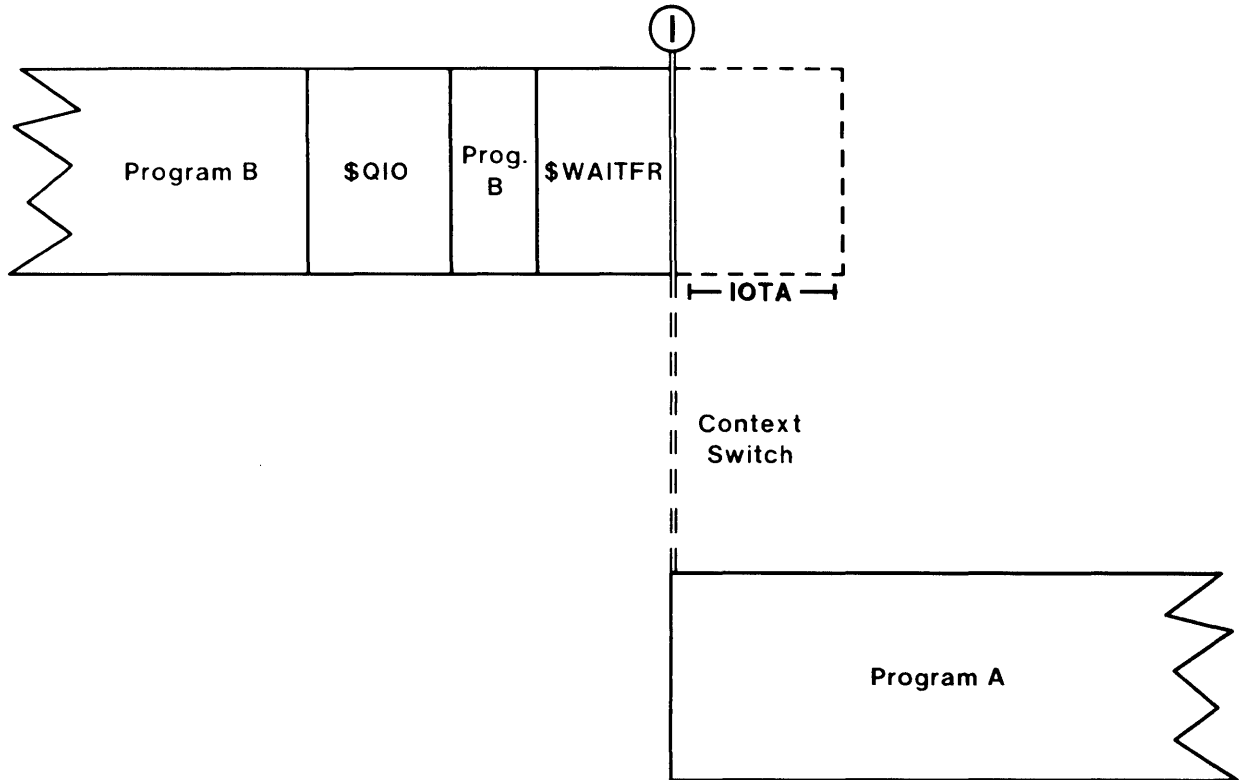 1
Program B
$QIO
Prog.
B
$WAITFR
IOTA
Context
Switch
Program A